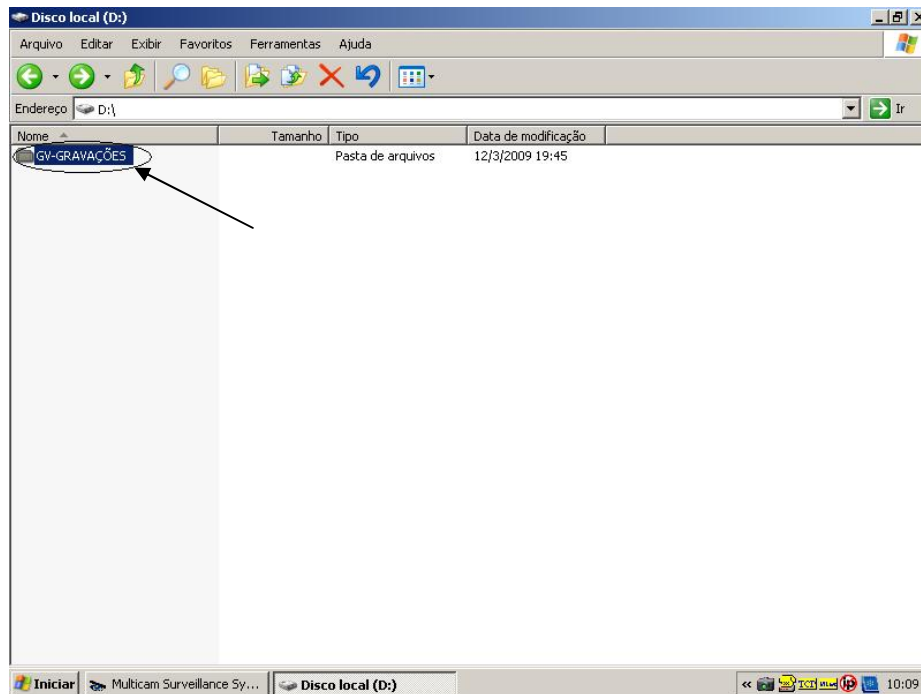 Disco local (D:)
Arquivo Editar Exibir Favoritos Ferramentas Ajuda
Endereço D:\ Ir
Nome Tamanho Tipo Data de modificação
GV-GRAVAÇÕES Pasta de arquivos 12/3/2009 19:45
Iniciar Multicam Surveillance Sy... Disco local (D:) « 10:09